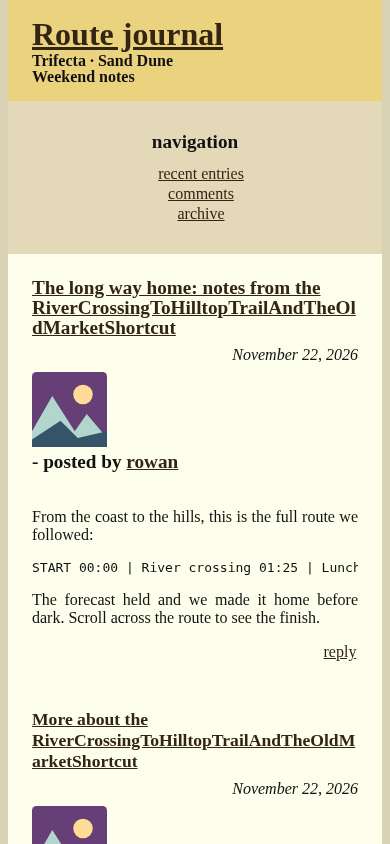 Route journal
Trifecta · Sand Dune
Weekend notes
navigation
recent entries
comments
archive
The long way home: notes from the
RiverCrossingToHilltopTrailAndTheOl
dMarketShortcut
November 22, 2026
- posted by rowan
From the coast to the hills, this is the full route we
followed:
START 00:00 | River crossing 01:25 | Lunch
The forecast held and we made it home before
dark. Scroll across the route to see the finish.
reply
More about the
RiverCrossingToHilltopTrailAndTheOldM
arketShortcut
November 22, 2026